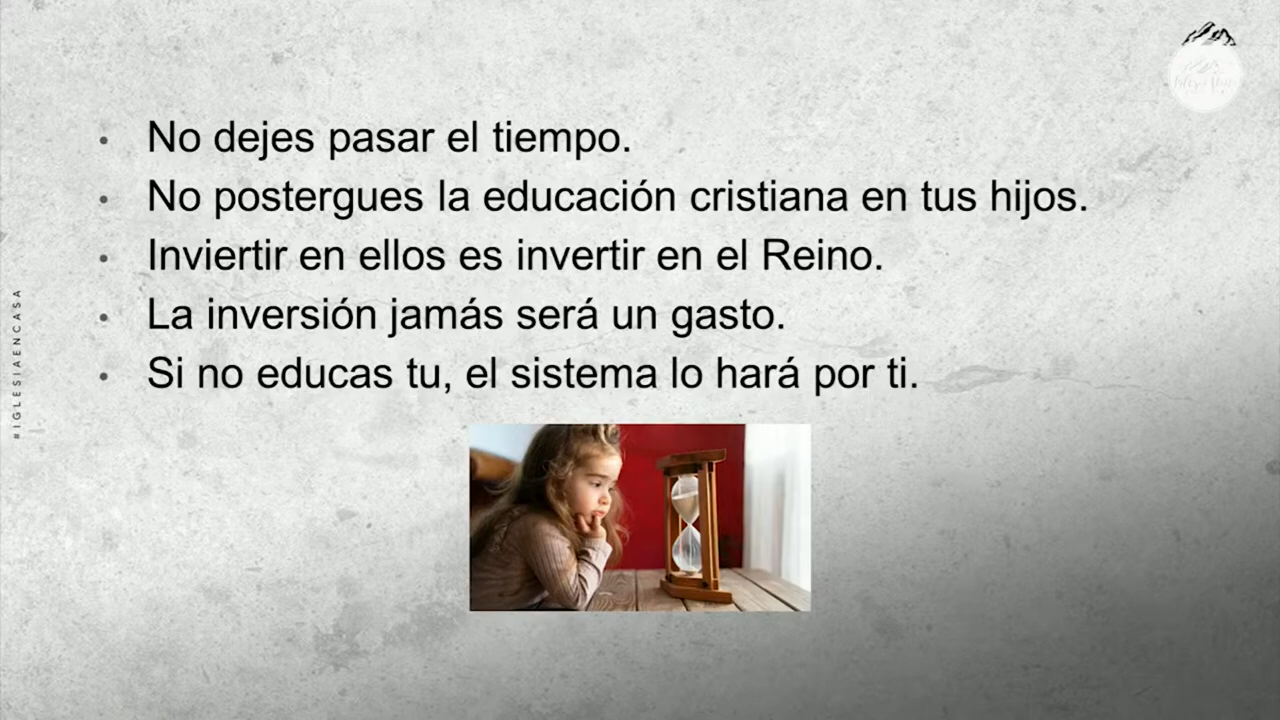 • No dejes pasar el tiempo.
• No postergues la educación cristiana en tus hijos.
• Inviertir en ellos es invertir en el Reino.
• La inversión jamás será un gasto.
• Si no educas tu, el sistema lo hará por ti.
#IGLESIAENCASA